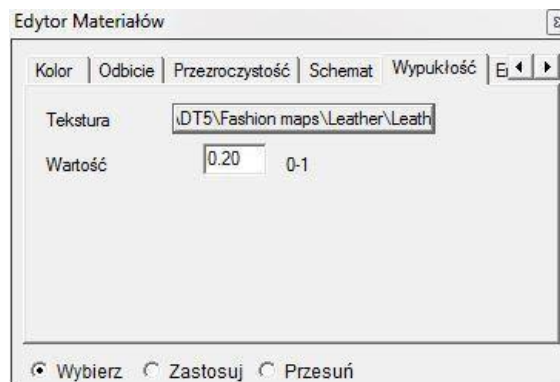 Edytor Materiałów
Kolor Odbicie Przezroczystość Schemat Wypukłość
Tekstura \DT5\Fashion maps\Leather\Leath
Wartość 0.20 0-1
Wybierz Zastosuj Przesuń